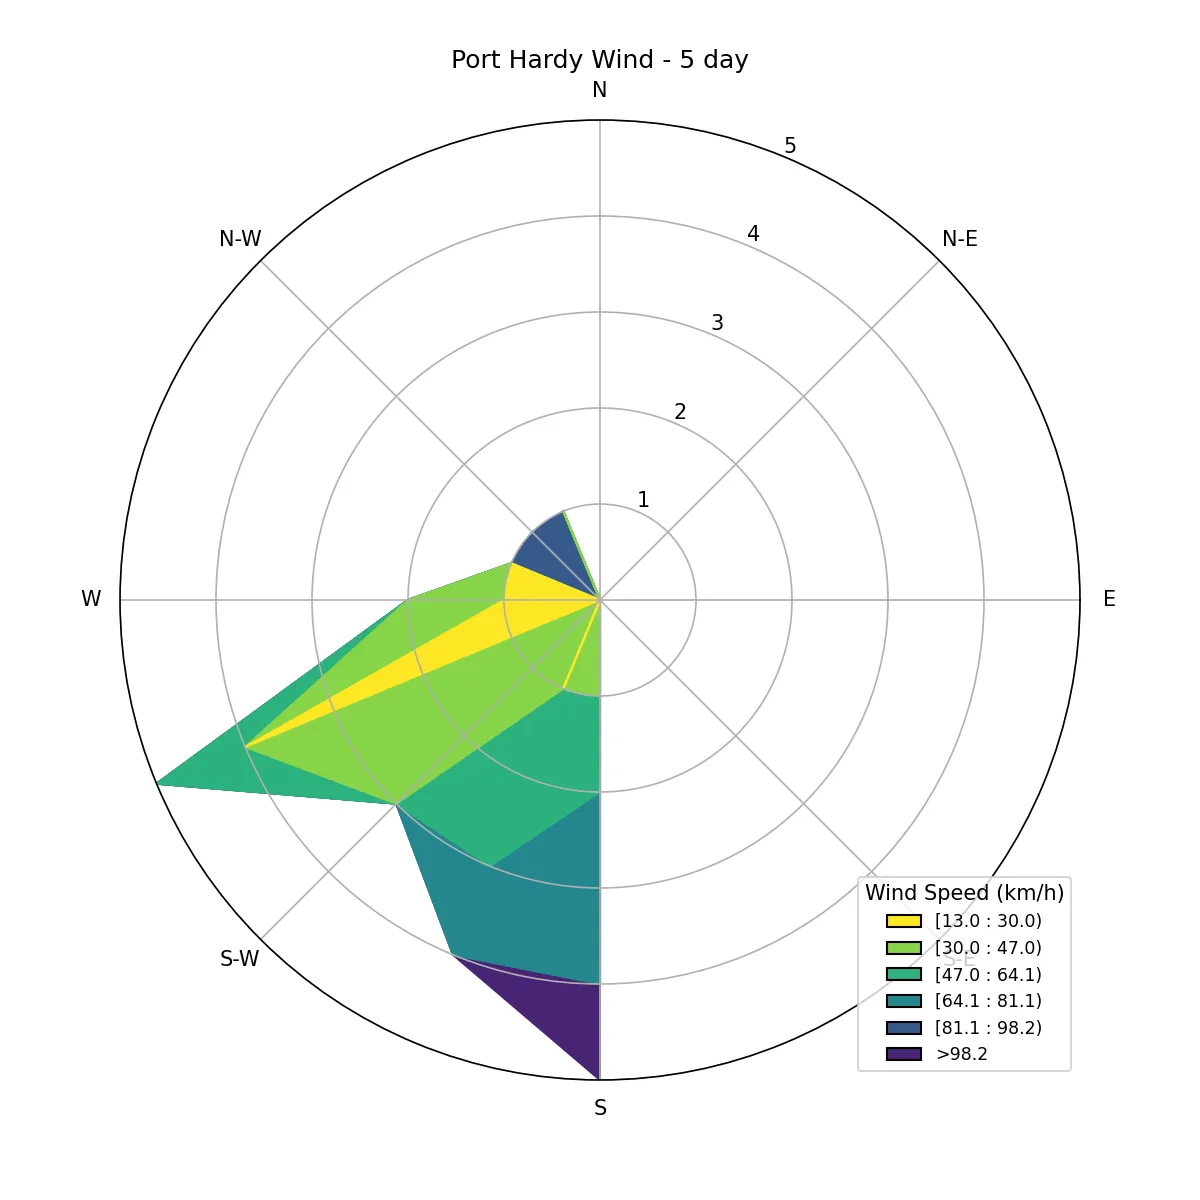 Port Hardy Wind - 5 day
N
5
N-W
N-E
4
3
2
1
W
E
S-W
S-E
S
Wind Speed (km/h)
[13.0 : 30.0)
[30.0 : 47.0)
[47.0 : 64.1)
[64.1 : 81.1)
[81.1 : 98.2)
>98.2